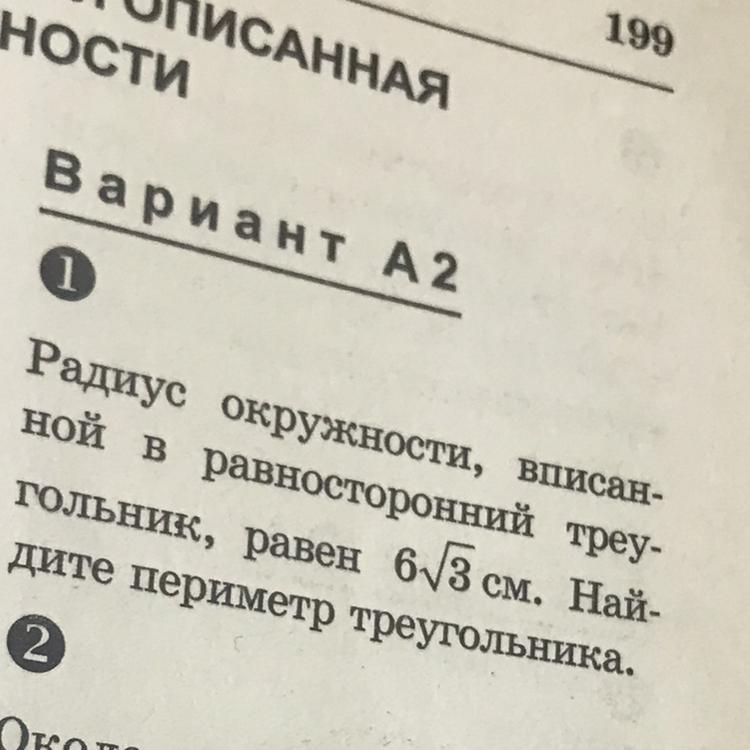 199
ОПИСАННАЯ
НОСТИ
Вариант А2
1
Радиус окружности, вписан-
ной в равносторонний треу-
гольник, равен 6√3 см. Най-
дите периметр треугольника.
2